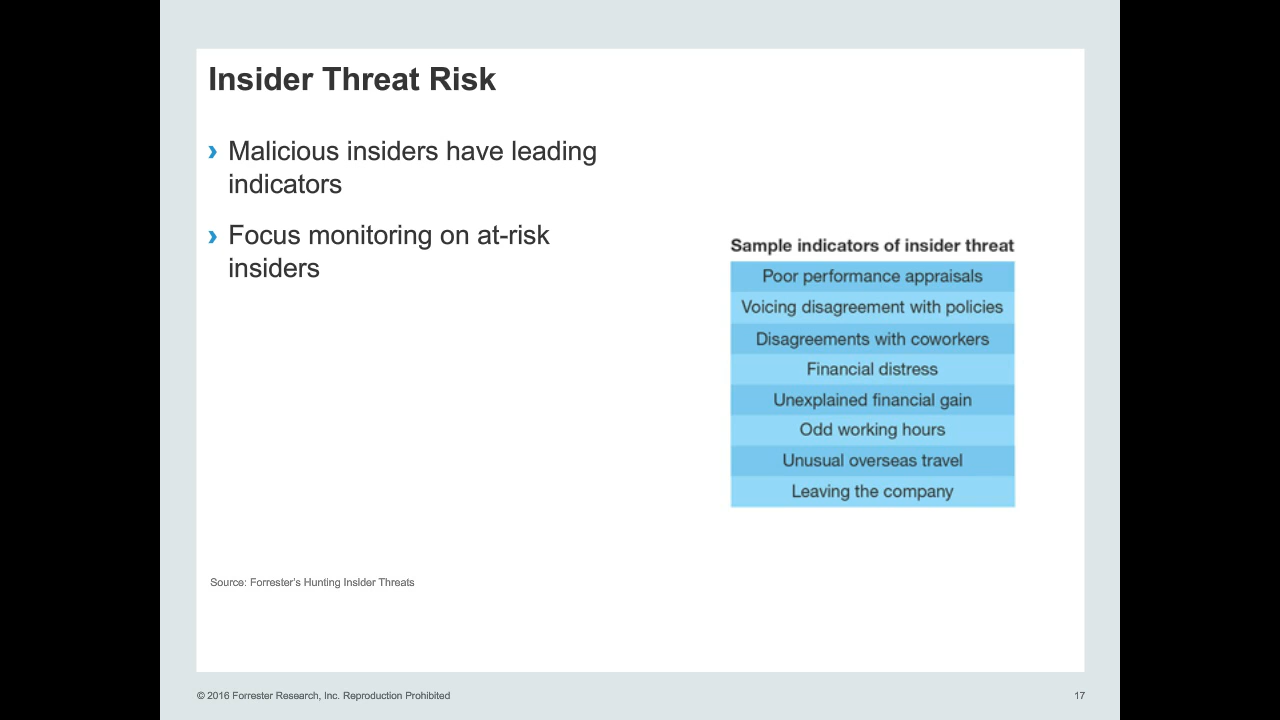 Insider Threat Risk
› Malicious insiders have leading
indicators
› Focus monitoring on at-risk
insiders
Sample indicators of insider threat
Poor performance appraisals
Voicing disagreement with policies
Disagreements with coworkers
Financial distress
Unexplained financial gain
Odd working hours
Unusual overseas travel
Leaving the company
Source: Forrester's Hunting Insider Threats
© 2016 Forrester Research, Inc. Reproduction Prohibited
17